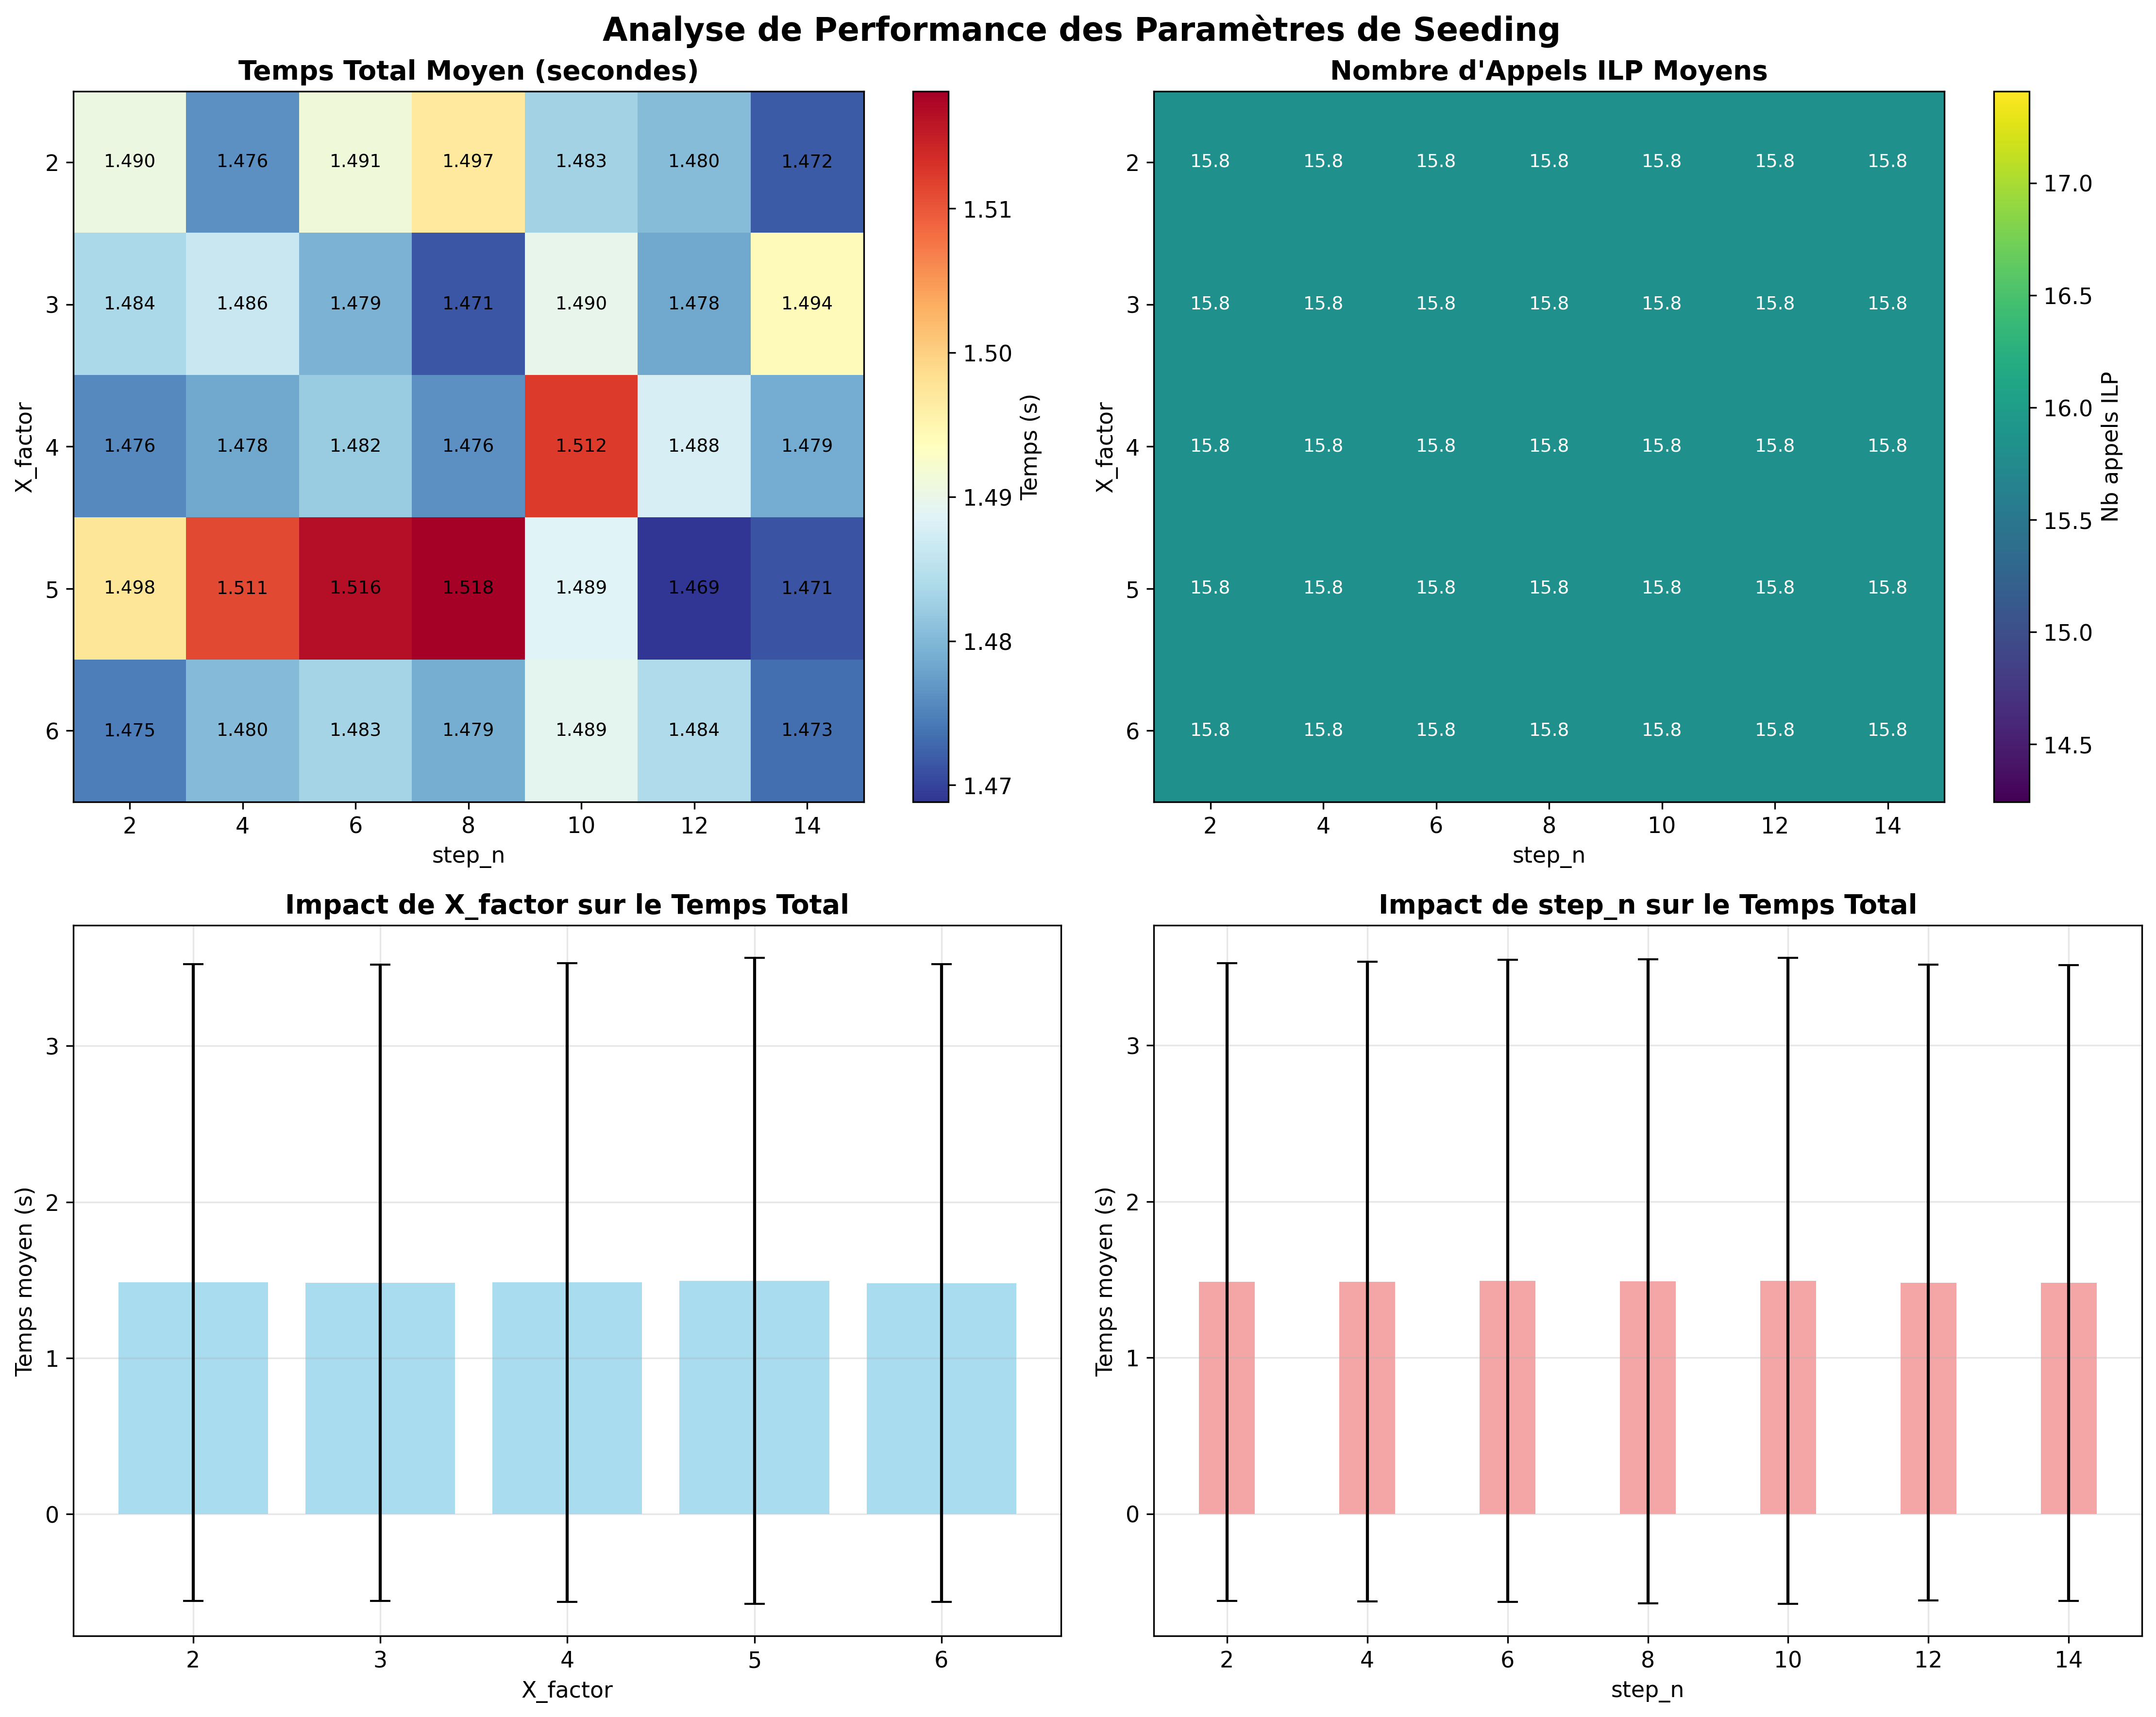 Analyse de Performance des Paramètres de Seeding
Temps Total Moyen (secondes)
2 1.490 1.476 1.491 1.497 1.483 1.480 1.472
3 1.484 1.486 1.479 1.471 1.490 1.478 1.494
4 1.476 1.478 1.482 1.476 1.512 1.488 1.479
5 1.498 1.511 1.516 1.518 1.489 1.469 1.471
6 1.475 1.480 1.483 1.479 1.489 1.484 1.473
X_factor
2 4 6 8 10 12 14
step_n
1.51
1.50
1.49
1.48
1.47
Temps (s)
Nombre d'Appels ILP Moyens
2 15.8 15.8 15.8 15.8 15.8 15.8 15.8
3 15.8 15.8 15.8 15.8 15.8 15.8 15.8
4 15.8 15.8 15.8 15.8 15.8 15.8 15.8
5 15.8 15.8 15.8 15.8 15.8 15.8 15.8
6 15.8 15.8 15.8 15.8 15.8 15.8 15.8
X_factor
2 4 6 8 10 12 14
step_n
17.0
16.5
16.0
15.5
15.0
14.5
Nb appels ILP
Impact de X_factor sur le Temps Total
3
2
1
0
Temps moyen (s)
2 3 4 5 6
X_factor
Impact de step_n sur le Temps Total
3
2
1
0
Temps moyen (s)
2 4 6 8 10 12 14
step_n